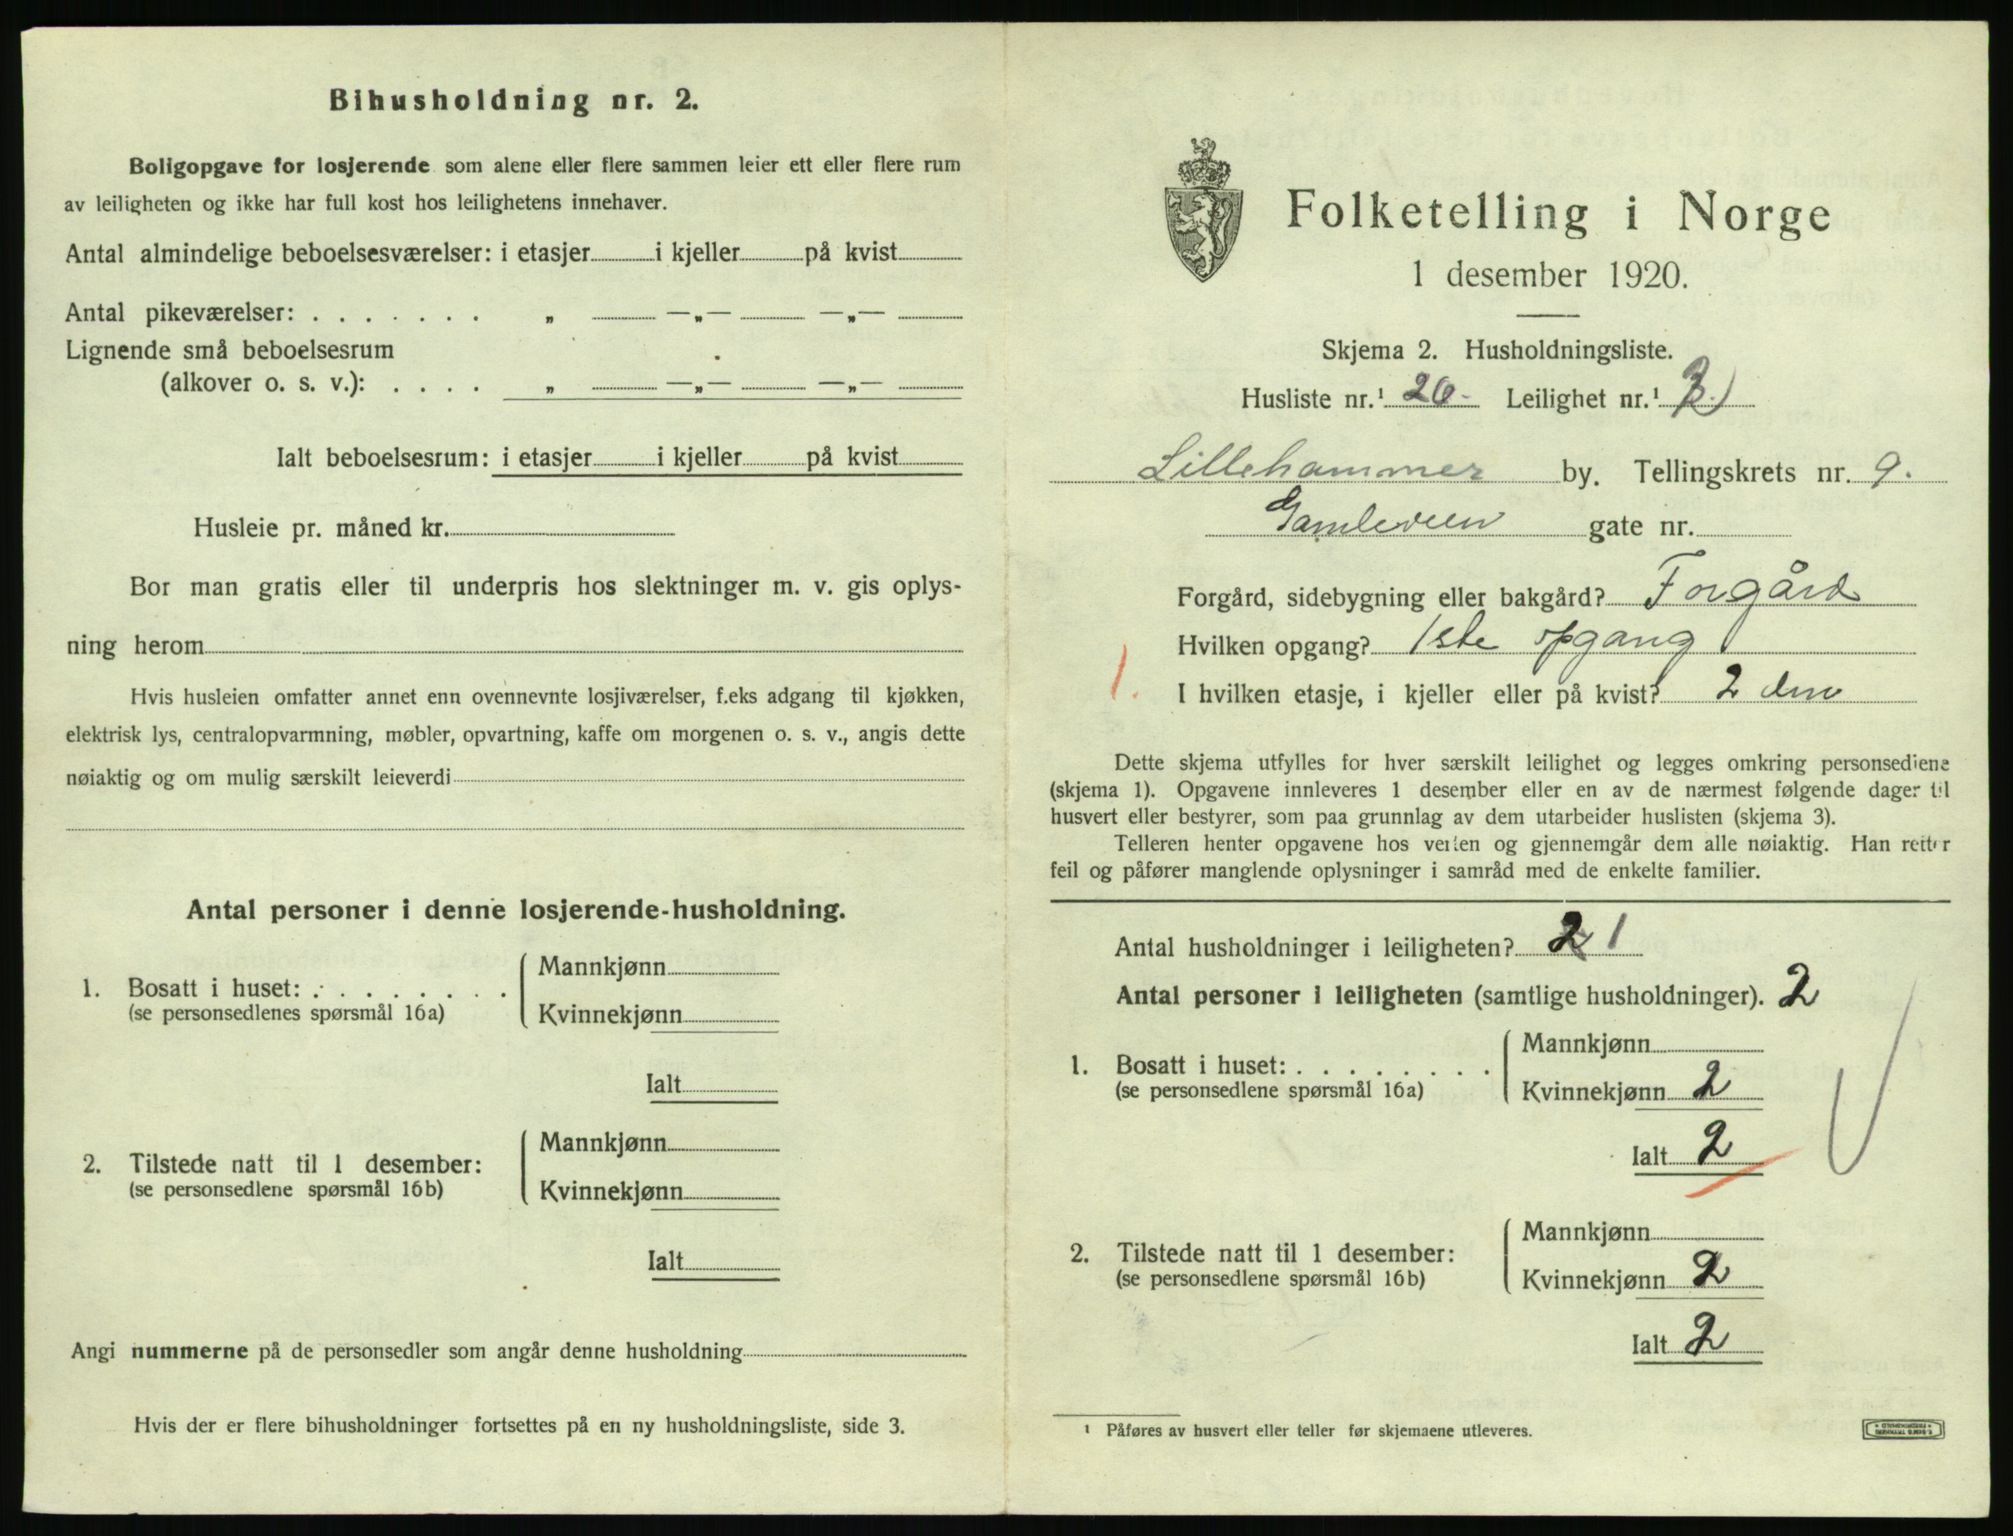 Bihusholdning nr. 2.
Boligopgave for losjerende som alene eller flere sammen leier ett eller flere rum
av leiligheten og ikke har full kost hos leilighetens innehaver.
Antal almindelige beboelsesværelser: i etasjer i kjeller på kvist
Antal pikeværelser: . . . . . . . „ —„— —„—
Lignende små beboelsesrum
(alkover o. s. v.): . . . . „ —„— —„—
Ialt beboelsesrum: i etasjer i kjeller på kvist
Husleie pr. måned kr.
Bor man gratis eller til underpris hos slektninger m. v. gis oplys-
ning herom
Hvis husleien omfatter annet enn ovennevnte losjiværelser, f.eks adgang til kjøkken,
elektrisk lys, centralopvarmning, møbler, opvartning, kaffe om morgenen o. s. v., angis dette
nøiaktig og om mulig særskilt leieverdi
Antal personer i denne losjerende-husholdning.
1. Bosatt i huset: . . . . . . . .
(se personsedlenes spørsmål 16a)
Mannkjønn
Kvinnekjønn
Ialt
2. Tilstede natt til 1 desember:
(se personsedlene spørsmål 16b)
Mannkjønn
Kvinnekjønn
Ialt
Angi nummerne på de personsedler som angår denne husholdning
Hvis der er flere bihusholdninger fortsettes på en ny husholdningsliste, side 3.
Folketelling i Norge
1 desember 1920.
Skjema 2. Husholdningsliste.
Husliste nr.¹ 26. Leilighet nr.¹
Lillehammer by. Tellingskrets nr. 9.
Gamleveien gate nr.
Forgård, sidebygning eller bakgård? Forgård
Hvilken opgang? 1ste opgang
1. I hvilken etasje, i kjeller eller på kvist? 2 den
Dette skjema utfylles for hver særskilt leilighet og legges omkring personsediene
(skjema 1). Opgavene innleveres 1 desember eller en av de nærmest følgende dager til
husvert eller bestyrer, som paa grunnlag av dem utarbeider huslisten (skjema 3).
Telleren henter opgavene hos verten og gjennemgår dem alle nøiaktig. Han retter
feil og påfører manglende oplysninger i samråd med de enkelte familier.
Antal husholdninger i leiligheten? 2 1
Antal personer i leiligheten (samtlige husholdninger). 2
1. Bosatt i huset: . . . . . . . .
(se personsedlene spørsmål 16a)
Mannkjønn
Kvinnekjønn 2
Ialt 2
2. Tilstede natt til 1 desember:
(se personsedlene spørsmål 16b)
Mannkjønn
Kvinnekjønn 2
Ialt 2
¹ Påføres av husvert eller teller før skjemaene utleveres.